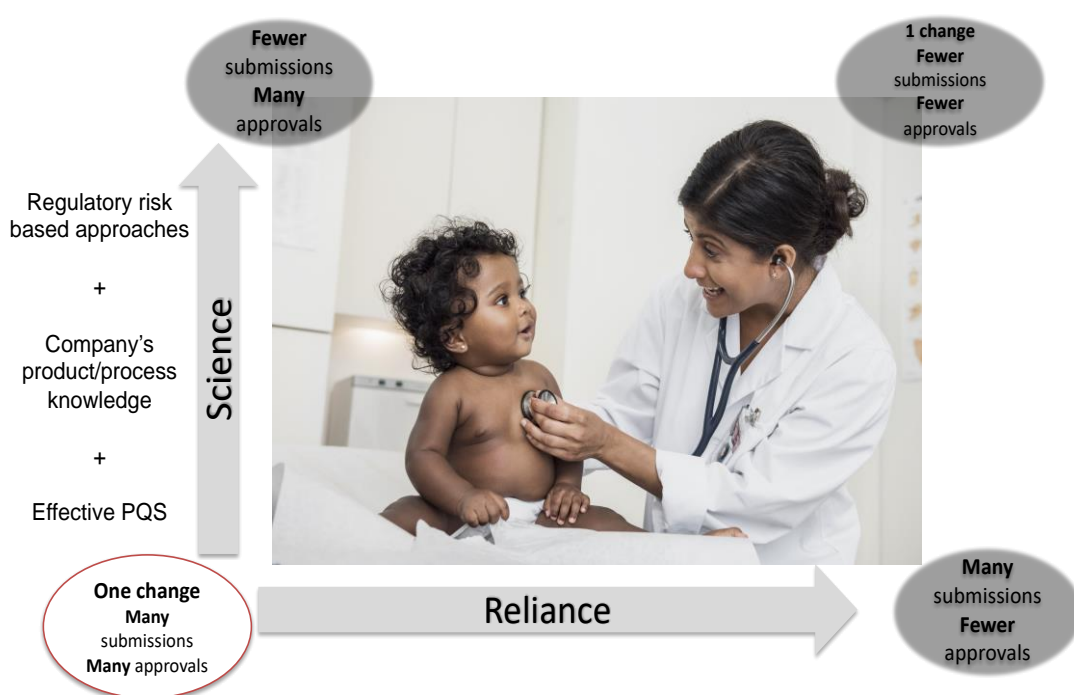 Fewer
submissions
Many
approvals
1 change
Fewer
submissions
Fewer
approvals
Regulatory risk
based approaches
+
Company’s
product/process
knowledge
+
Effective PQS
Science
One change
Many
submissions
Many approvals
Reliance
Many
submissions
Fewer
approvals